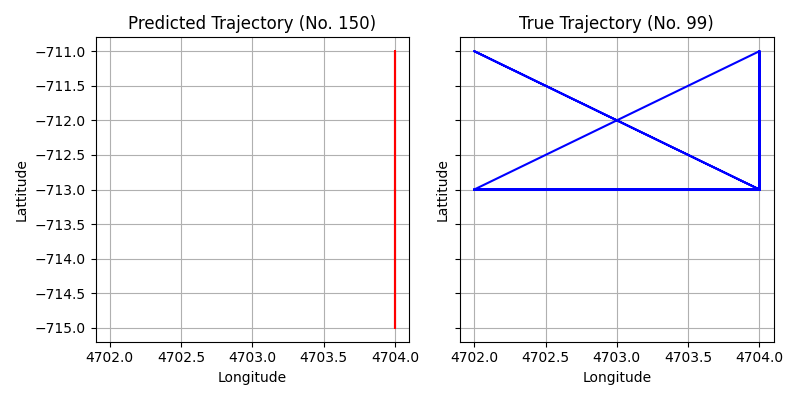 Predicted Trajectory (No. 150)
True Trajectory (No. 99)
Lattitude
−711.0
−711.5
−712.0
−712.5
−713.0
−713.5
−714.0
−714.5
−715.0
4702.0 4702.5 4703.0 4703.5 4704.0
Longitude
Lattitude
4702.0 4702.5 4703.0 4703.5 4704.0
Longitude